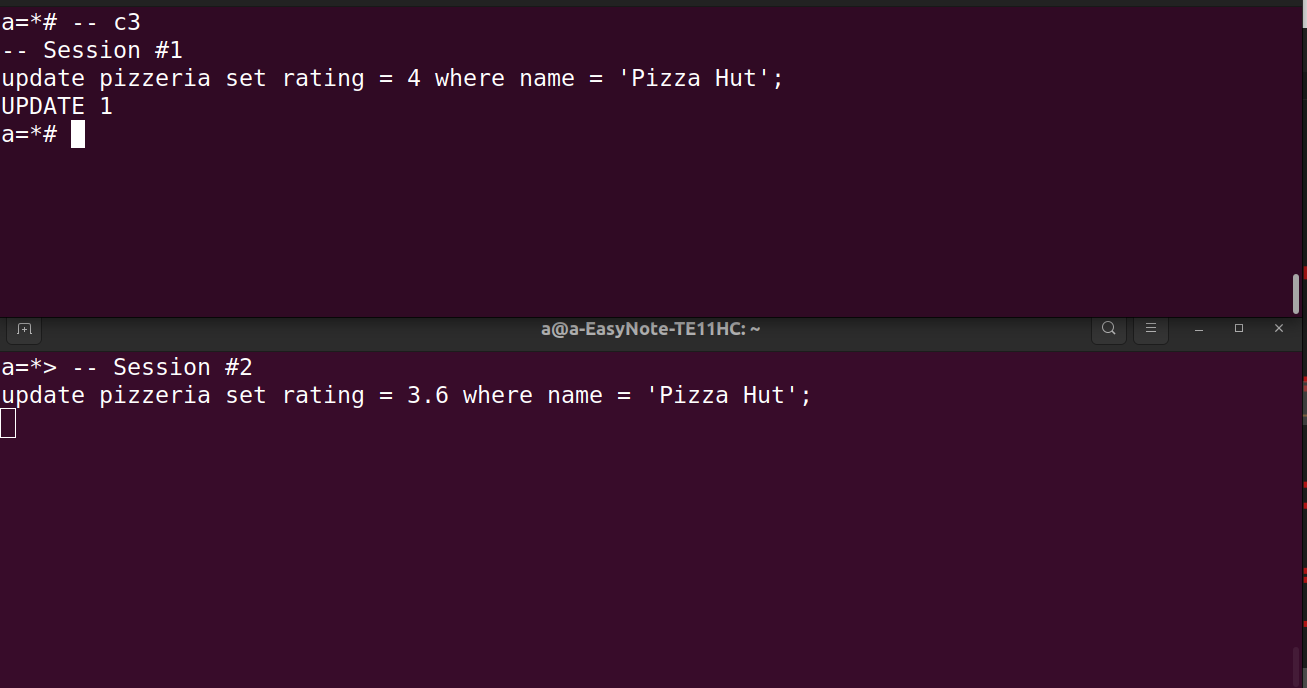 a=*# -- c3
-- Session #1
update pizzeria set rating = 4 where name = 'Pizza Hut';
UPDATE 1
a=*#
a@a-EasyNote-TE11HC: ~
a=*> -- Session #2
update pizzeria set rating = 3.6 where name = 'Pizza Hut';